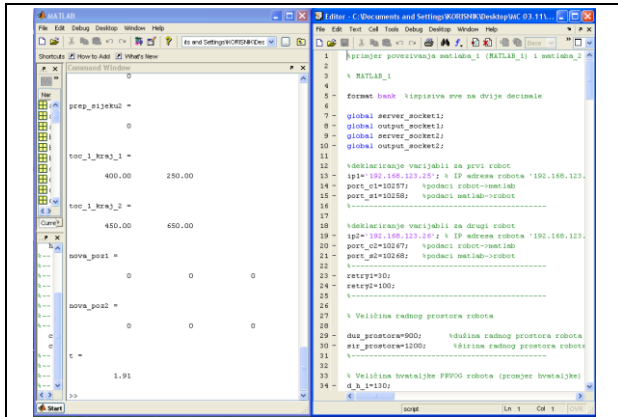 MATLAB
File Edit Debug Desktop Window Help
its and Settings\KORISNIK\Des
Shortcuts How to Add What's New
Command Window
0
prep_sijeku2 =
0
toc_1_kraj_1 =
400.00 250.00
toc_1_kraj_2 =
450.00 650.00
nova_poz1 =
0 0 0
nova_poz2 =
0 0 0
t =
1.91
>>
Start
Editor - C:\Documents and Settings\KORISNIK\Desktop\MC 03.11\...
File Edit Text Cell Tools Debug Desktop Window Help
1 %primjer povezivanja matlaba_1 (MATLAB_1) i matlaba_2
2
3 % MATLAB_1
4
5 - format bank %ispisiva sve na dvije decimale
6
7 - global server_socket1;
8 - global output_socket1;
9 - global server_socket2;
10 - global output_socket2;
11
12 %deklariranje varijabli za prvi robot
13 - ip1='192.168.123.25'; % IP adresa robota '192.168.123.
14 - port_c1=10257; %podaci robot->matlab
15 - port_s1=10258; %podaci matlab->robot
16 %------------------------------------------------
17
18 %deklariranje varijabli za drugi robot
19 - ip2='192.168.123.26'; % IP adresa robota '192.168.123.
20 - port_c2=10267; %podaci robot->matlab
21 - port_s2=10268; %podaci matlab->robot
22 %------------------------------------------------
23 - retry1=30;
24 - retry2=100;
25 %------------------------------------------------
26
27 % Veličina radnog prostora robota
28
29 - duz_prostora=900; %dužina radnog prostora robota
30 - sir_prostora=1200; %širina radnog prostora robota
31 %------------------------------------------------
32
33 % Veličina hvataljke PRVOG robota (promjer hvataljke)
34 - d_h_1=130;
script Ln 1 Col 1 OVR